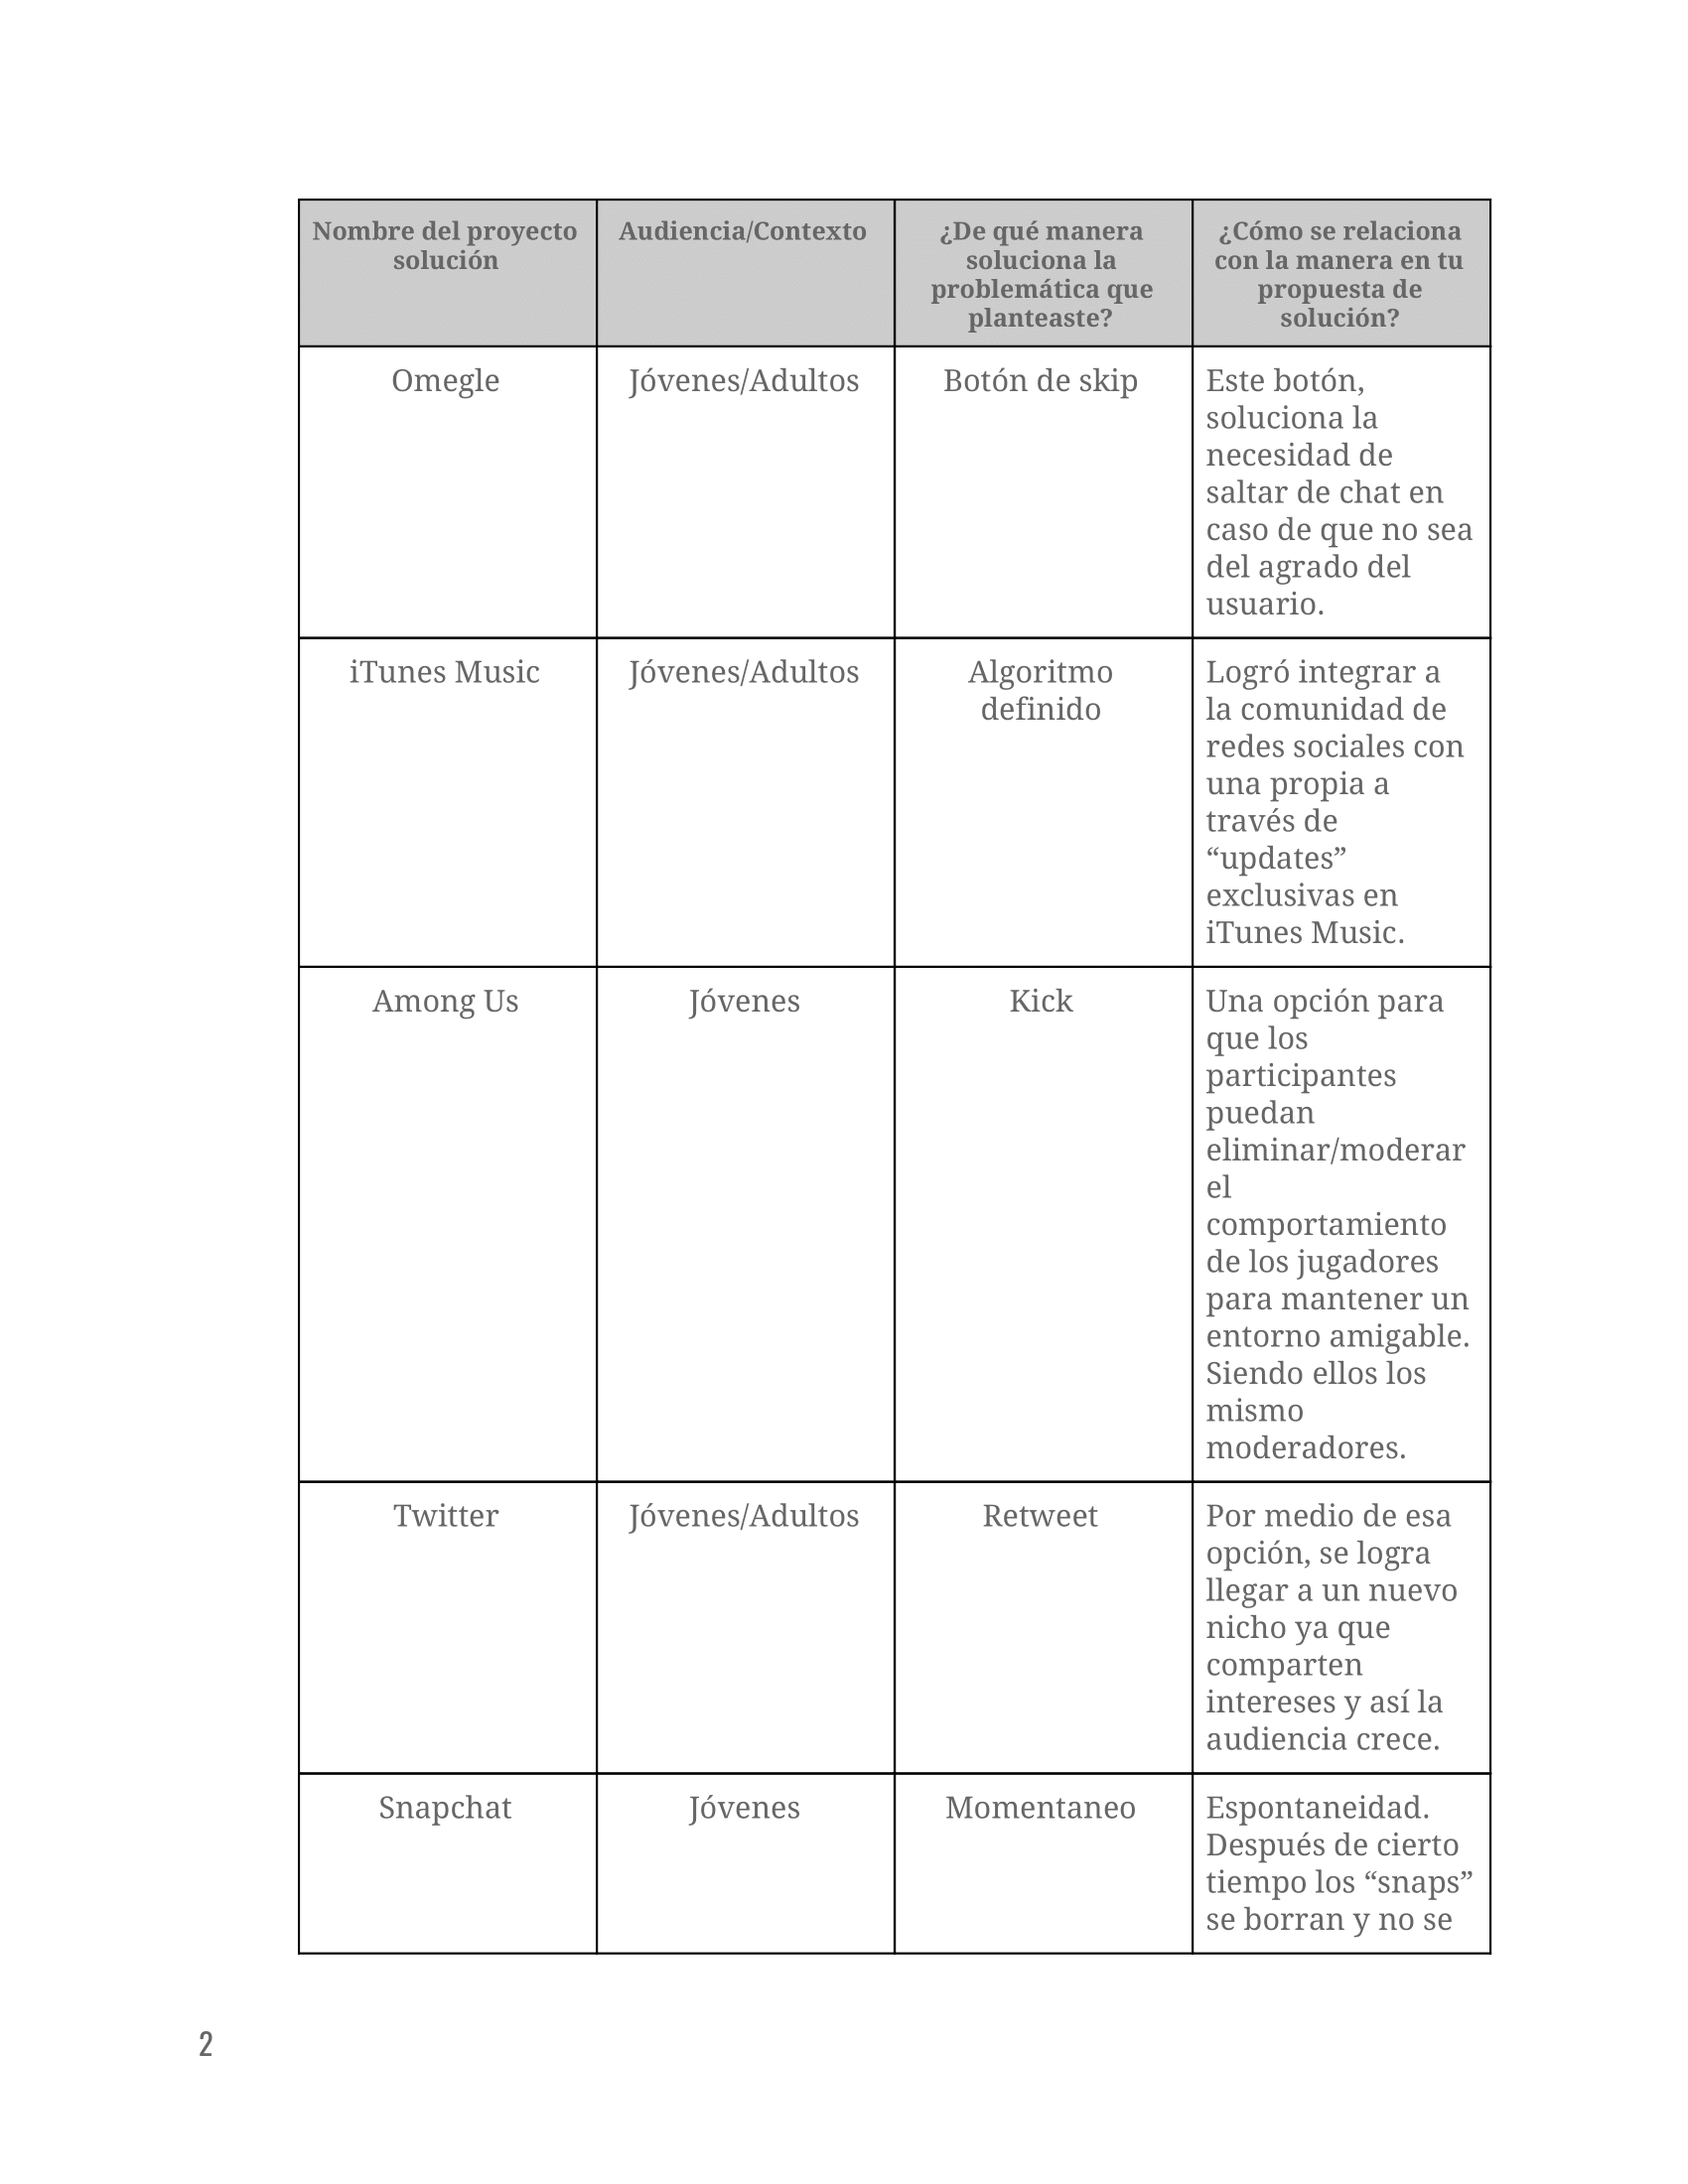 Nombre del proyecto
solución
Audiencia/Contexto
¿De qué manera
soluciona la
problemática que
planteaste?
¿Cómo se relaciona
con la manera en tu
propuesta de
solución?
Omegle
Jóvenes/Adultos
Botón de skip
Este botón,
soluciona la
necesidad de
saltar de chat en
caso de que no sea
del agrado del
usuario.
iTunes Music
Jóvenes/Adultos
Algoritmo
definido
Logró integrar a
la comunidad de
redes sociales con
una propia a
través de
“updates”
exclusivas en
iTunes Music.
Among Us
Jóvenes
Kick
Una opción para
que los
participantes
puedan
eliminar/moderar
el
comportamiento
de los jugadores
para mantener un
entorno amigable.
Siendo ellos los
mismo
moderadores.
Twitter
Jóvenes/Adultos
Retweet
Por medio de esa
opción, se logra
llegar a un nuevo
nicho ya que
comparten
intereses y así la
audiencia crece.
Snapchat
Jóvenes
Momentaneo
Espontaneidad.
Después de cierto
tiempo los “snaps”
se borran y no se
2